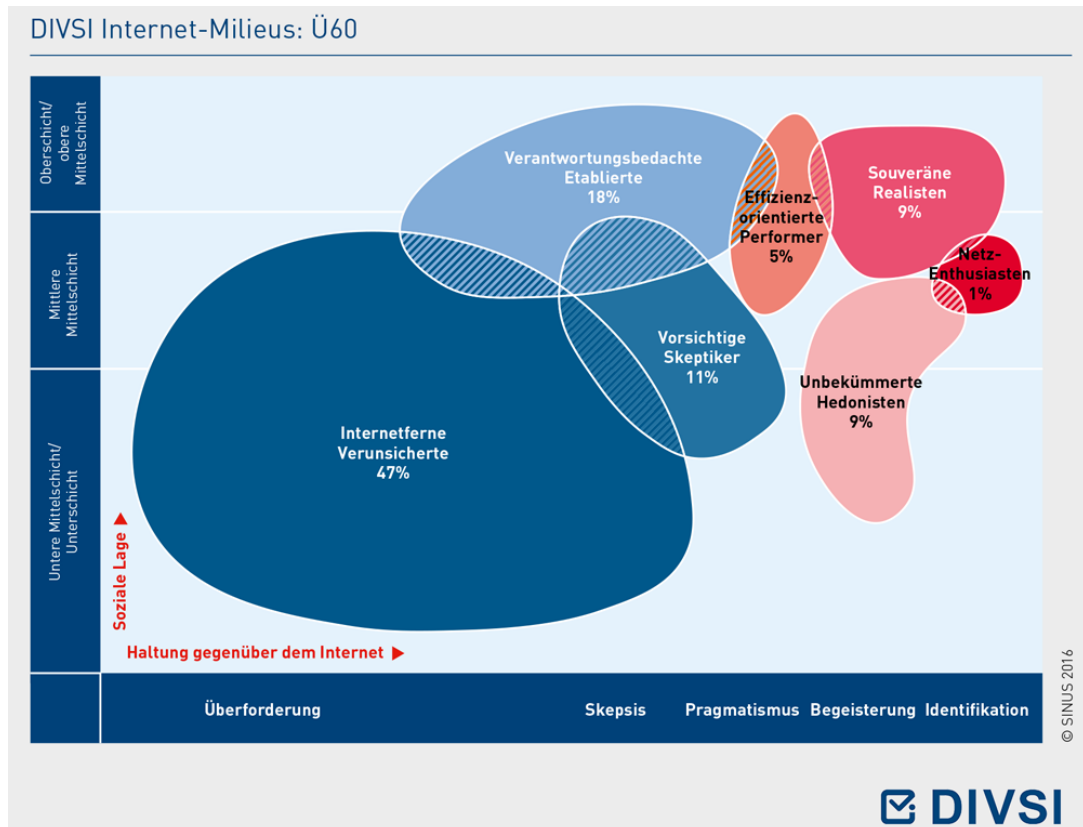 DIVSI Internet-Milieus: Ü60
Oberschicht/
obere
Mittelschicht
Mittlere
Mittelschicht
Untere Mittelschicht/
Unterschicht
Verantwortungsbedachte
Etablierte
18%
Effizienz-
orientierte
Performer
5%
Souveräne
Realisten
9%
Netz-
Enthusiasten
1%
Vorsichtige
Skeptiker
11%
Unbekümmerte
Hedonisten
9%
Internetferne
Verunsicherte
47%
Soziale Lage
Haltung gegenüber dem Internet
Überforderung
Skepsis
Pragmatismus
Begeisterung
Identifikation
© SINUS 2016
DIVSI